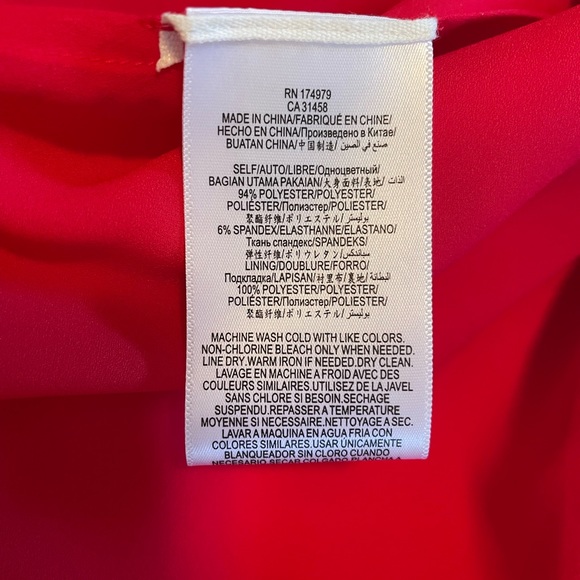 RN 174979
CA 31458
MADE IN CHINA/FABRIQUÉ EN CHINE/
HECHO EN CHINA/Произведено в Китае/
BUATAN CHINA/中国制造/ صنع في الصين
SELF/AUTO/LIBRE/Одноцветный/
BAGIAN UTAMA PAKAIAN/大身面料/表地/ الذات
94% POLYESTER/POLYESTER/
POLIÉSTER/Полиэстер/POLIESTER/
聚酯纤维/ポリエステル/بوليستر
6% SPANDEX/ELASTHANNE/ELASTANO/
Ткань спандекс/SPANDEKS/
弹性纤维/ポリウレタン/سباندكس
LINING/DOUBLURE/FORRO/
Подкладка/LAPISAN/衬里布/裏地/ البطانة
100% POLYESTER/POLYESTER/
POLIÉSTER/Полиэстер/POLIESTER/
聚酯纤维/ポリエステル/بوليستر
MACHINE WASH COLD WITH LIKE COLORS.
NON-CHLORINE BLEACH ONLY WHEN NEEDED.
LINE DRY.WARM IRON IF NEEDED.DRY CLEAN.
LAVAGE EN MACHINE A FROID AVEC DES
COULEURS SIMILAIRES.UTILISEZ DE LA JAVEL
SANS CHLORE SI BESOIN.SECHAGE
SUSPENDU.REPASSER A TEMPERATURE
MOYENNE SI NECESSAIRE.NETTOYAGE A SEC.
LAVAR A MAQUINA EN AGUA FRIA CON
COLORES SIMILARES.USAR ÚNICAMENTE
BLANQUEADOR SIN CLORO CUANDO
NECESARIO SECAR COLGADO PLANCHA A